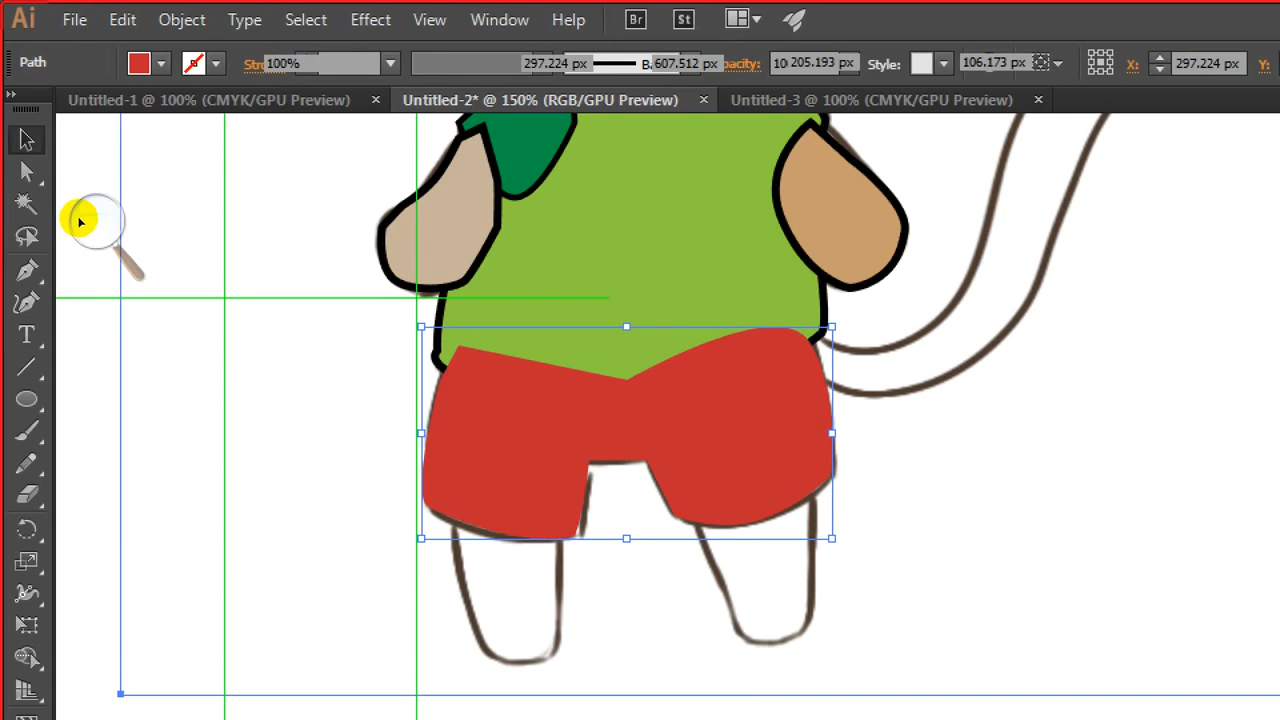 Ai File Edit Object Type Select Effect View Window Help Br St
Path 100% 297.224 px 607.512 px pacity: 10 205.193 px Style: 106.173 px X: 297.224 px Y:
Untitled-1 @ 100% (CMYK/GPU Preview) × Untitled-2* @ 150% (RGB/GPU Preview) × Untitled-3 @ 100% (CMYK/GPU Preview) ×
T